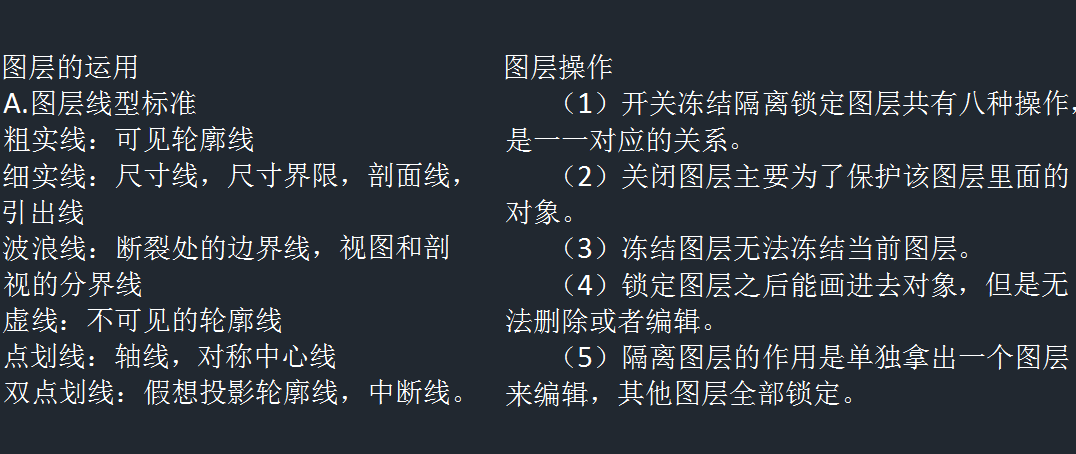 图层的运用
A.图层线型标准
粗实线：可见轮廓线
细实线：尺寸线，尺寸界限，剖面线，
引出线
波浪线：断裂处的边界线，视图和剖
视的分界线
虚线：不可见的轮廓线
点划线：轴线，对称中心线
双点划线：假想投影轮廓线，中断线。
图层操作
（1）开关冻结隔离锁定图层共有八种操作，
是一一对应的关系。
（2）关闭图层主要为了保护该图层里面的
对象。
（3）冻结图层无法冻结当前图层。
（4）锁定图层之后能画进去对象，但是无
法删除或者编辑。
（5）隔离图层的作用是单独拿出一个图层
来编辑，其他图层全部锁定。